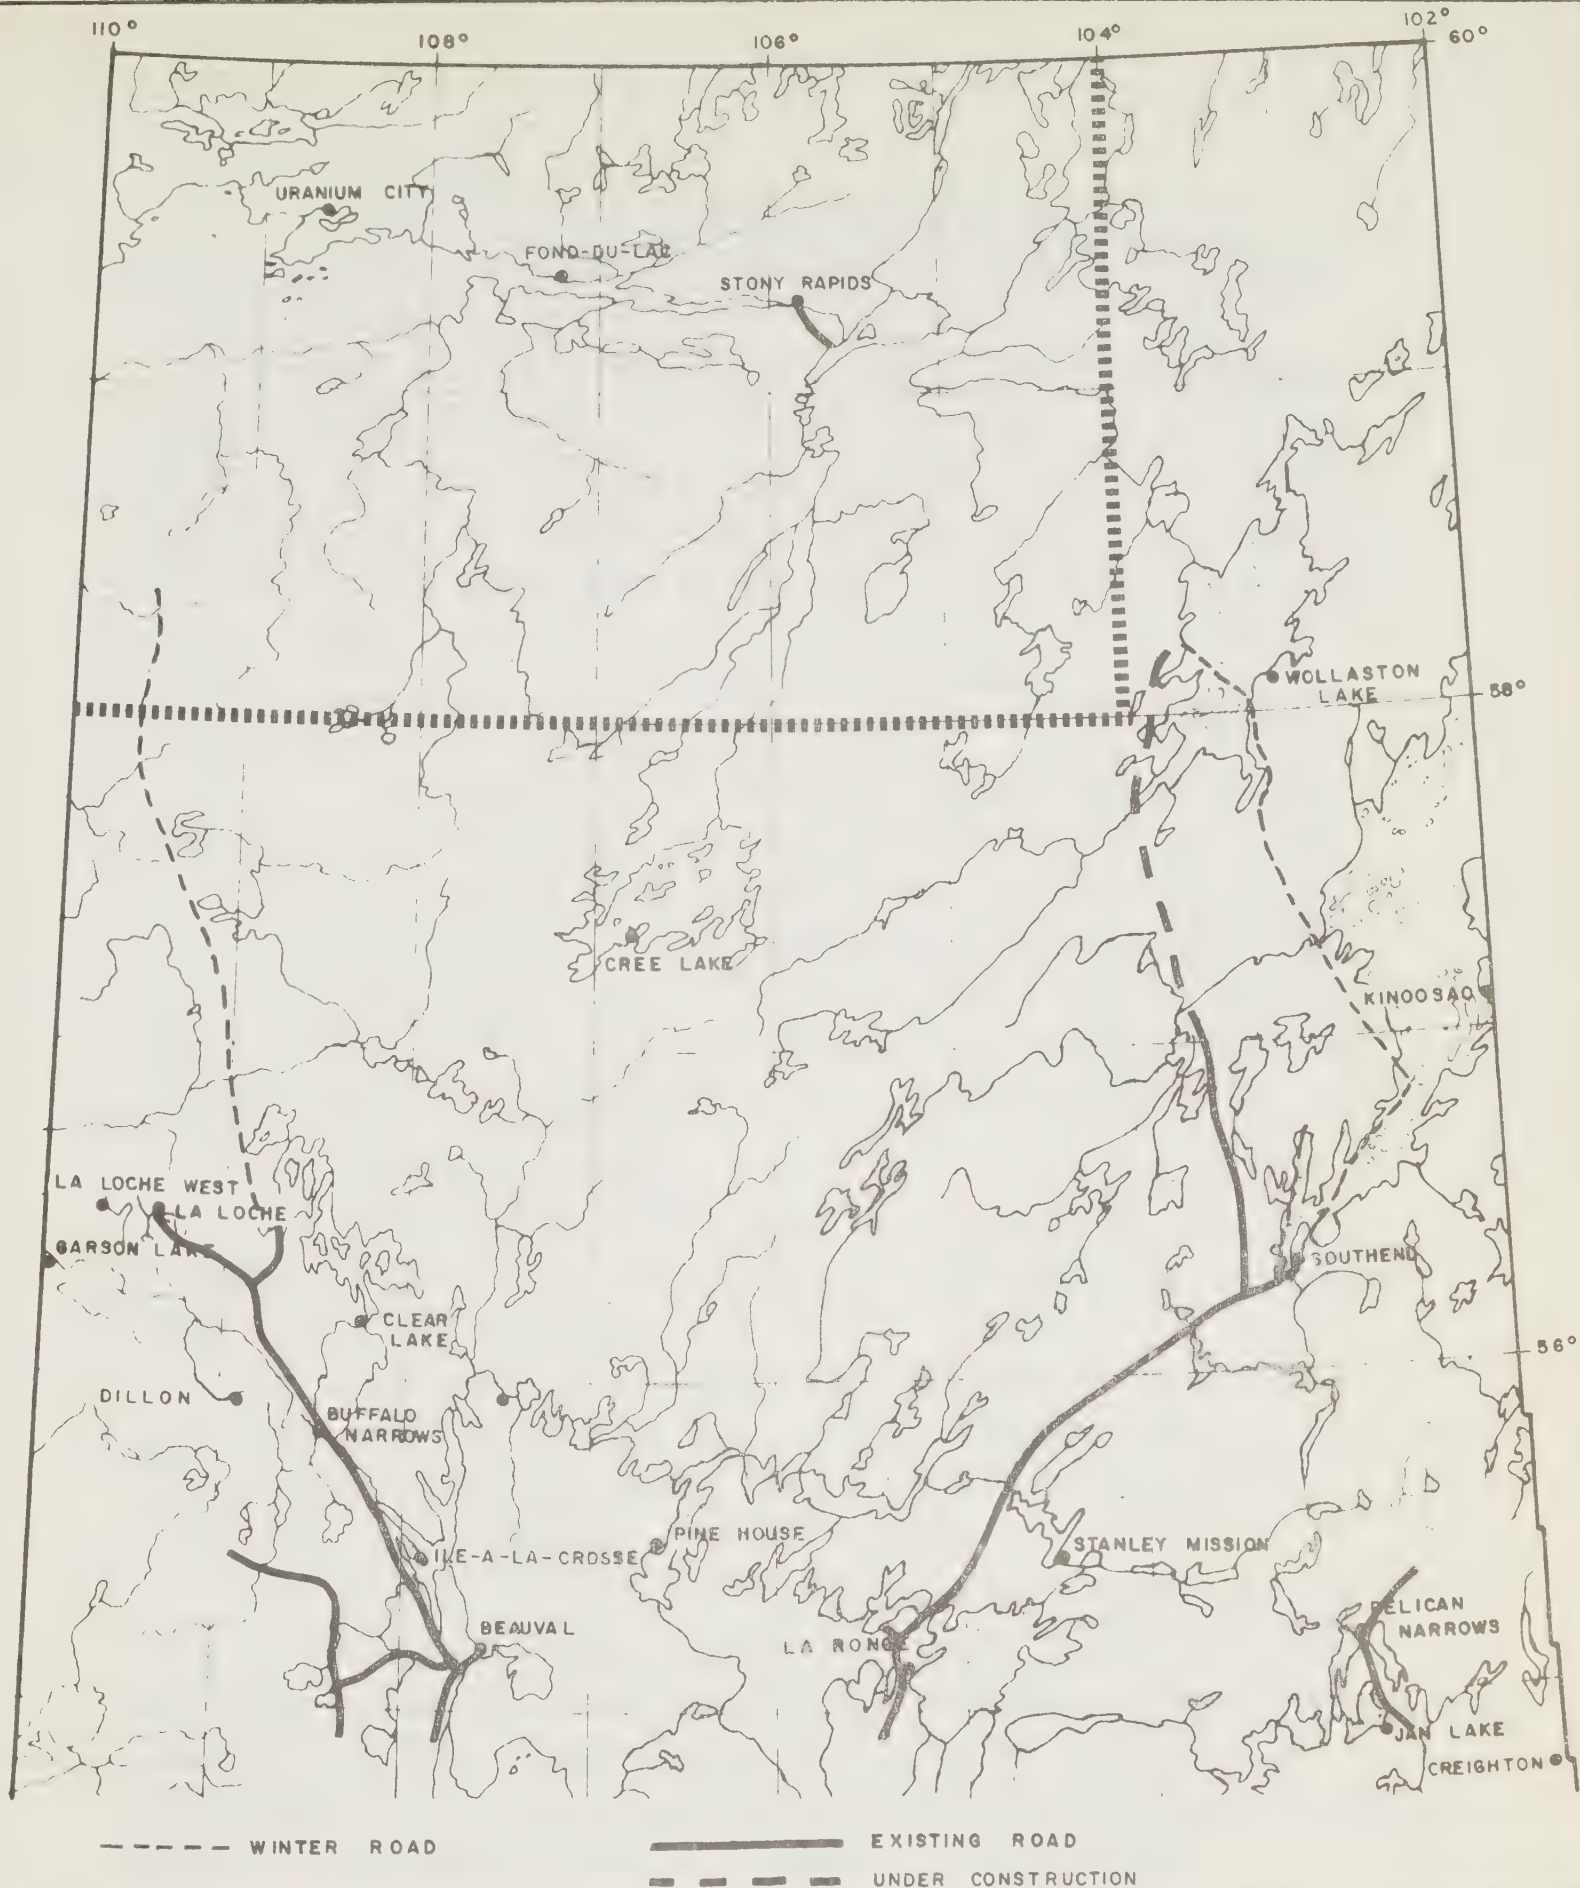 110°
108°
106°
104°
102°
60°
URANIUM CITY
FOND-DU-LAC
STONY RAPIDS
WOLLASTON
LAKE
58°
CREE LAKE
KINOOSAO
LA LOCHE WEST
LA LOCHE
GARSON LAKE
SOUTHEND
CLEAR
LAKE
56°
DILLON
BUFFALO
NARROWS
PINE HOUSE
ILE-A-LA-CROSSE
STANLEY MISSION
BEAUVAL
LA RONGE
PELICAN
NARROWS
JAN LAKE
CREIGHTON
WINTER ROAD
EXISTING ROAD
UNDER CONSTRUCTION